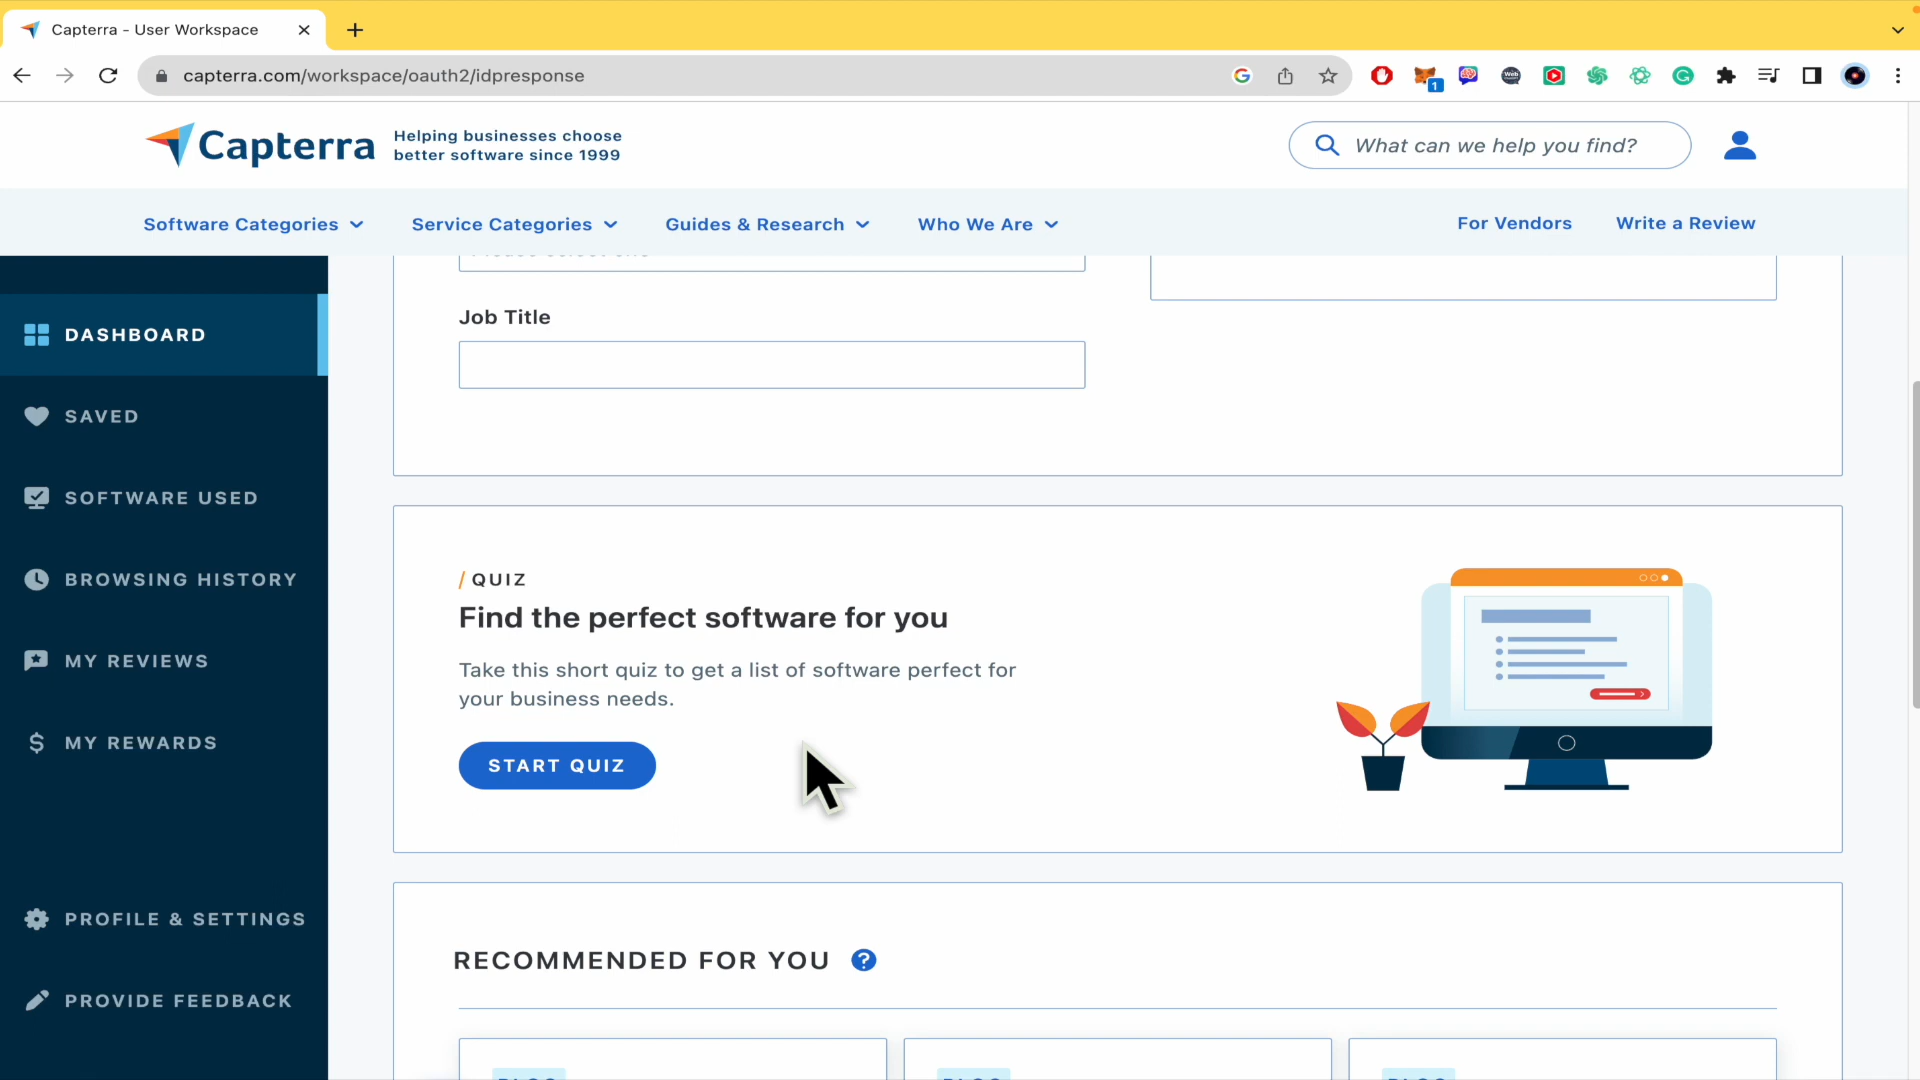 Capterra - User Workspace
capterra.com/workspace/oauth2/idpresponse
1
Capterra
Helping businesses choose
better software since 1999
What can we help you find?
Software Categories
Service Categories
Guides & Research
Who We Are
For Vendors
Write a Review
DASHBOARD
SAVED
SOFTWARE USED
BROWSING HISTORY
MY REVIEWS
MY REWARDS
PROFILE & SETTINGS
PROVIDE FEEDBACK
Job Title
/ QUIZ
Find the perfect software for you
Take this short quiz to get a list of software perfect for
your business needs.
START QUIZ
RECOMMENDED FOR YOU ?